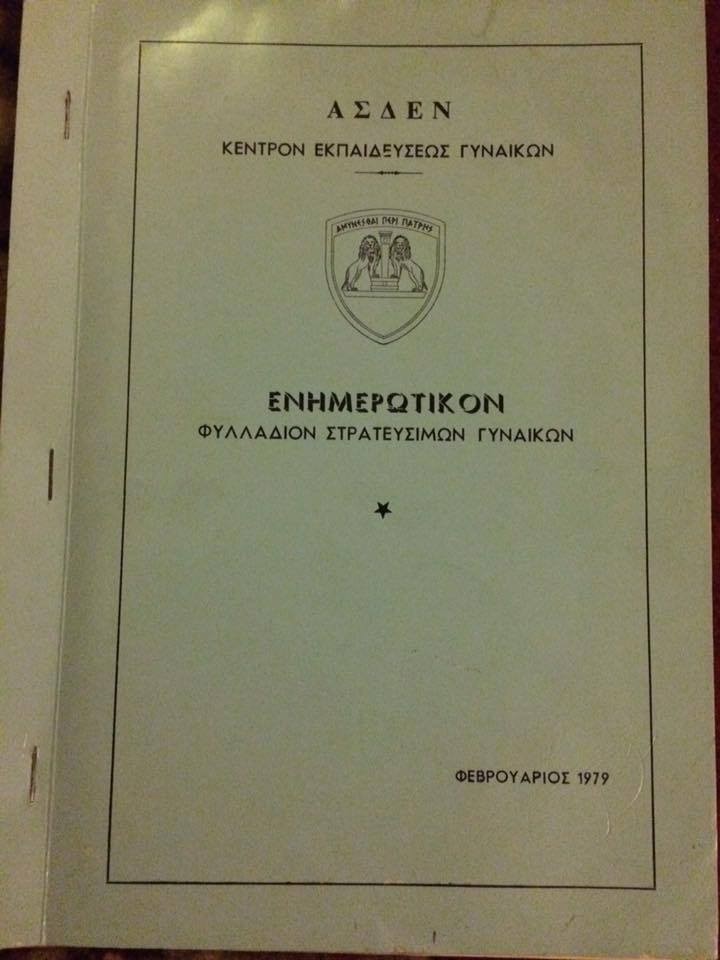 ΑΣΔΕΝ
ΚΕΝΤΡΟΝ ΕΚΠΑΙΔΕΥΣΕΩΣ ΓΥΝΑΙΚΩΝ
ΑΜΥΝΕΣΘΑΙ ΠΕΡΙ ΠΑΤΡΗΣ
ΕΝΗΜΕΡΩΤΙΚΟΝ
ΦΥΛΛΑΔΙΟΝ ΣΤΡΑΤΕΥΣΙΜΩΝ ΓΥΝΑΙΚΩΝ
ΦΕΒΡΟΥΑΡΙΟΣ 1979